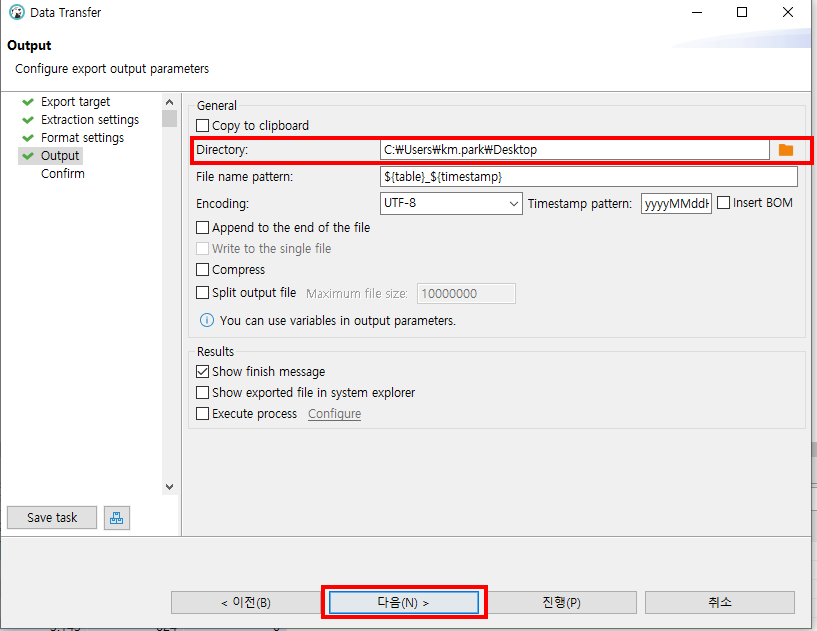 Data Transfer
Output
Configure export output parameters
Export target
Extraction settings
Format settings
Output
Confirm
General
Copy to clipboard
Directory: C:₩Users₩km.park₩Desktop
File name pattern: ${table}_${timestamp}
Encoding: UTF-8 Timestamp pattern: yyyyMMddH Insert BOM
Append to the end of the file
Write to the single file
Compress
Split output file Maximum file size: 10000000
You can use variables in output parameters.
Results
Show finish message
Show exported file in system explorer
Execute process Configure
Save task
< 이전(B) 다음(N) > 진행(P) 취소